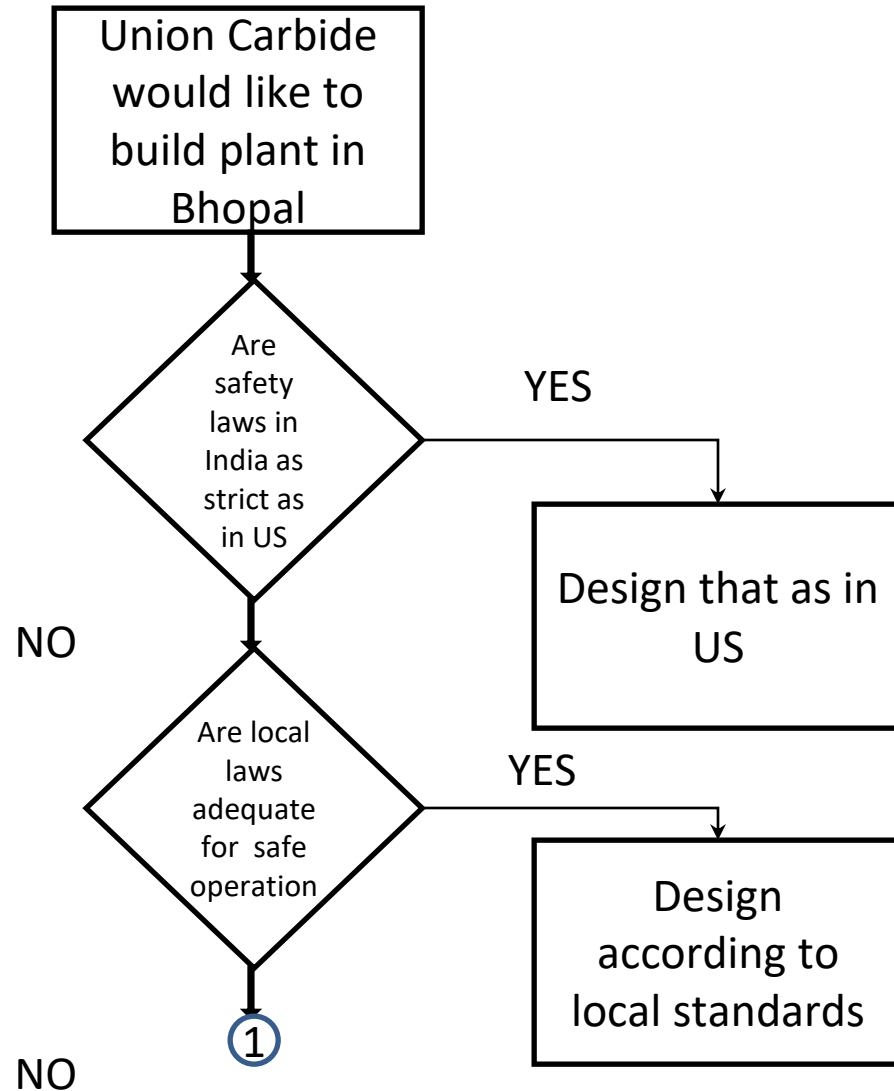 Union Carbide
would like to
build plant in
Bhopal
Are
safety
laws in
India as
strict as
in US
YES
Design that as in
US
NO
Are local
laws
adequate
for safe
operation
YES
Design
according to
local standards
1
NO